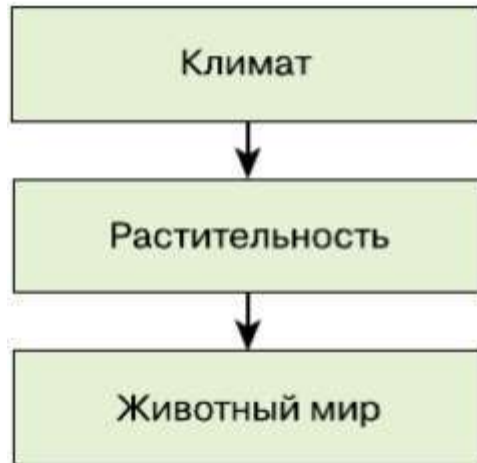 Климат
Растительность
Животный мир